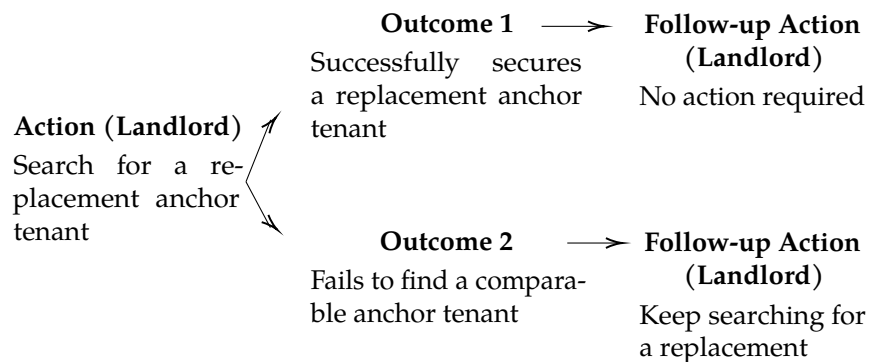 Action (Landlord)
Search for a re-
placement anchor
tenant
Outcome 1
Successfully secures
a replacement anchor
tenant
Follow-up Action
(Landlord)
No action required
Outcome 2
Fails to find a compara-
ble anchor tenant
Follow-up Action
(Landlord)
Keep searching for
a replacement